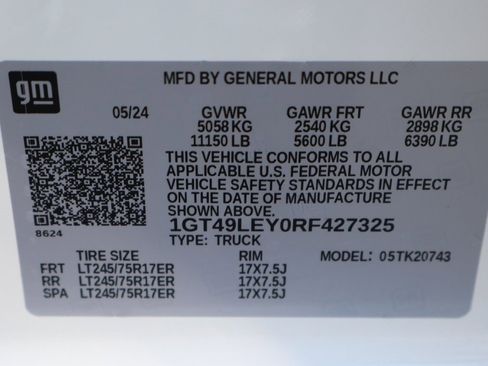 gm
MFD BY GENERAL MOTORS LLC
05/24 GVWR GAWR FRT GAWR RR
5058 KG 2540 KG 2898 KG
11150 LB 5600 LB 6390 LB
THIS VEHICLE CONFORMS TO ALL
APPLICABLE U.S. FEDERAL MOTOR
VEHICLE SAFETY STANDARDS IN EFFECT
ON THE DATE OF MANUFACTURE
SHOWN ABOVE.
8624 1GT49LEY0RF427325
TYPE: TRUCK
TIRE SIZE RIM MODEL: 05TK20743
FRT LT245/75R17ER 17X7.5J
RR LT245/75R17ER 17X7.5J
SPA LT245/75R17ER 17X7.5J